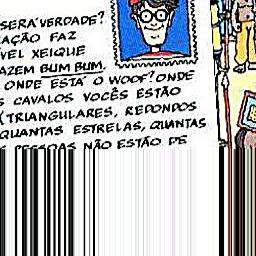 SERÁ VERDADE?
AÇÃO FAZ
VEL XEIQUE
AZEM BUM BUM.
ONDE ESTÁ O WOOF? ONDE
S CAVALOS VOCÊS ESTÃO
(TRIANGULARES, REDONDOS
QUANTAS ESTRELAS, QUANTAS
PESSOAS NÃO ESTÃO DE